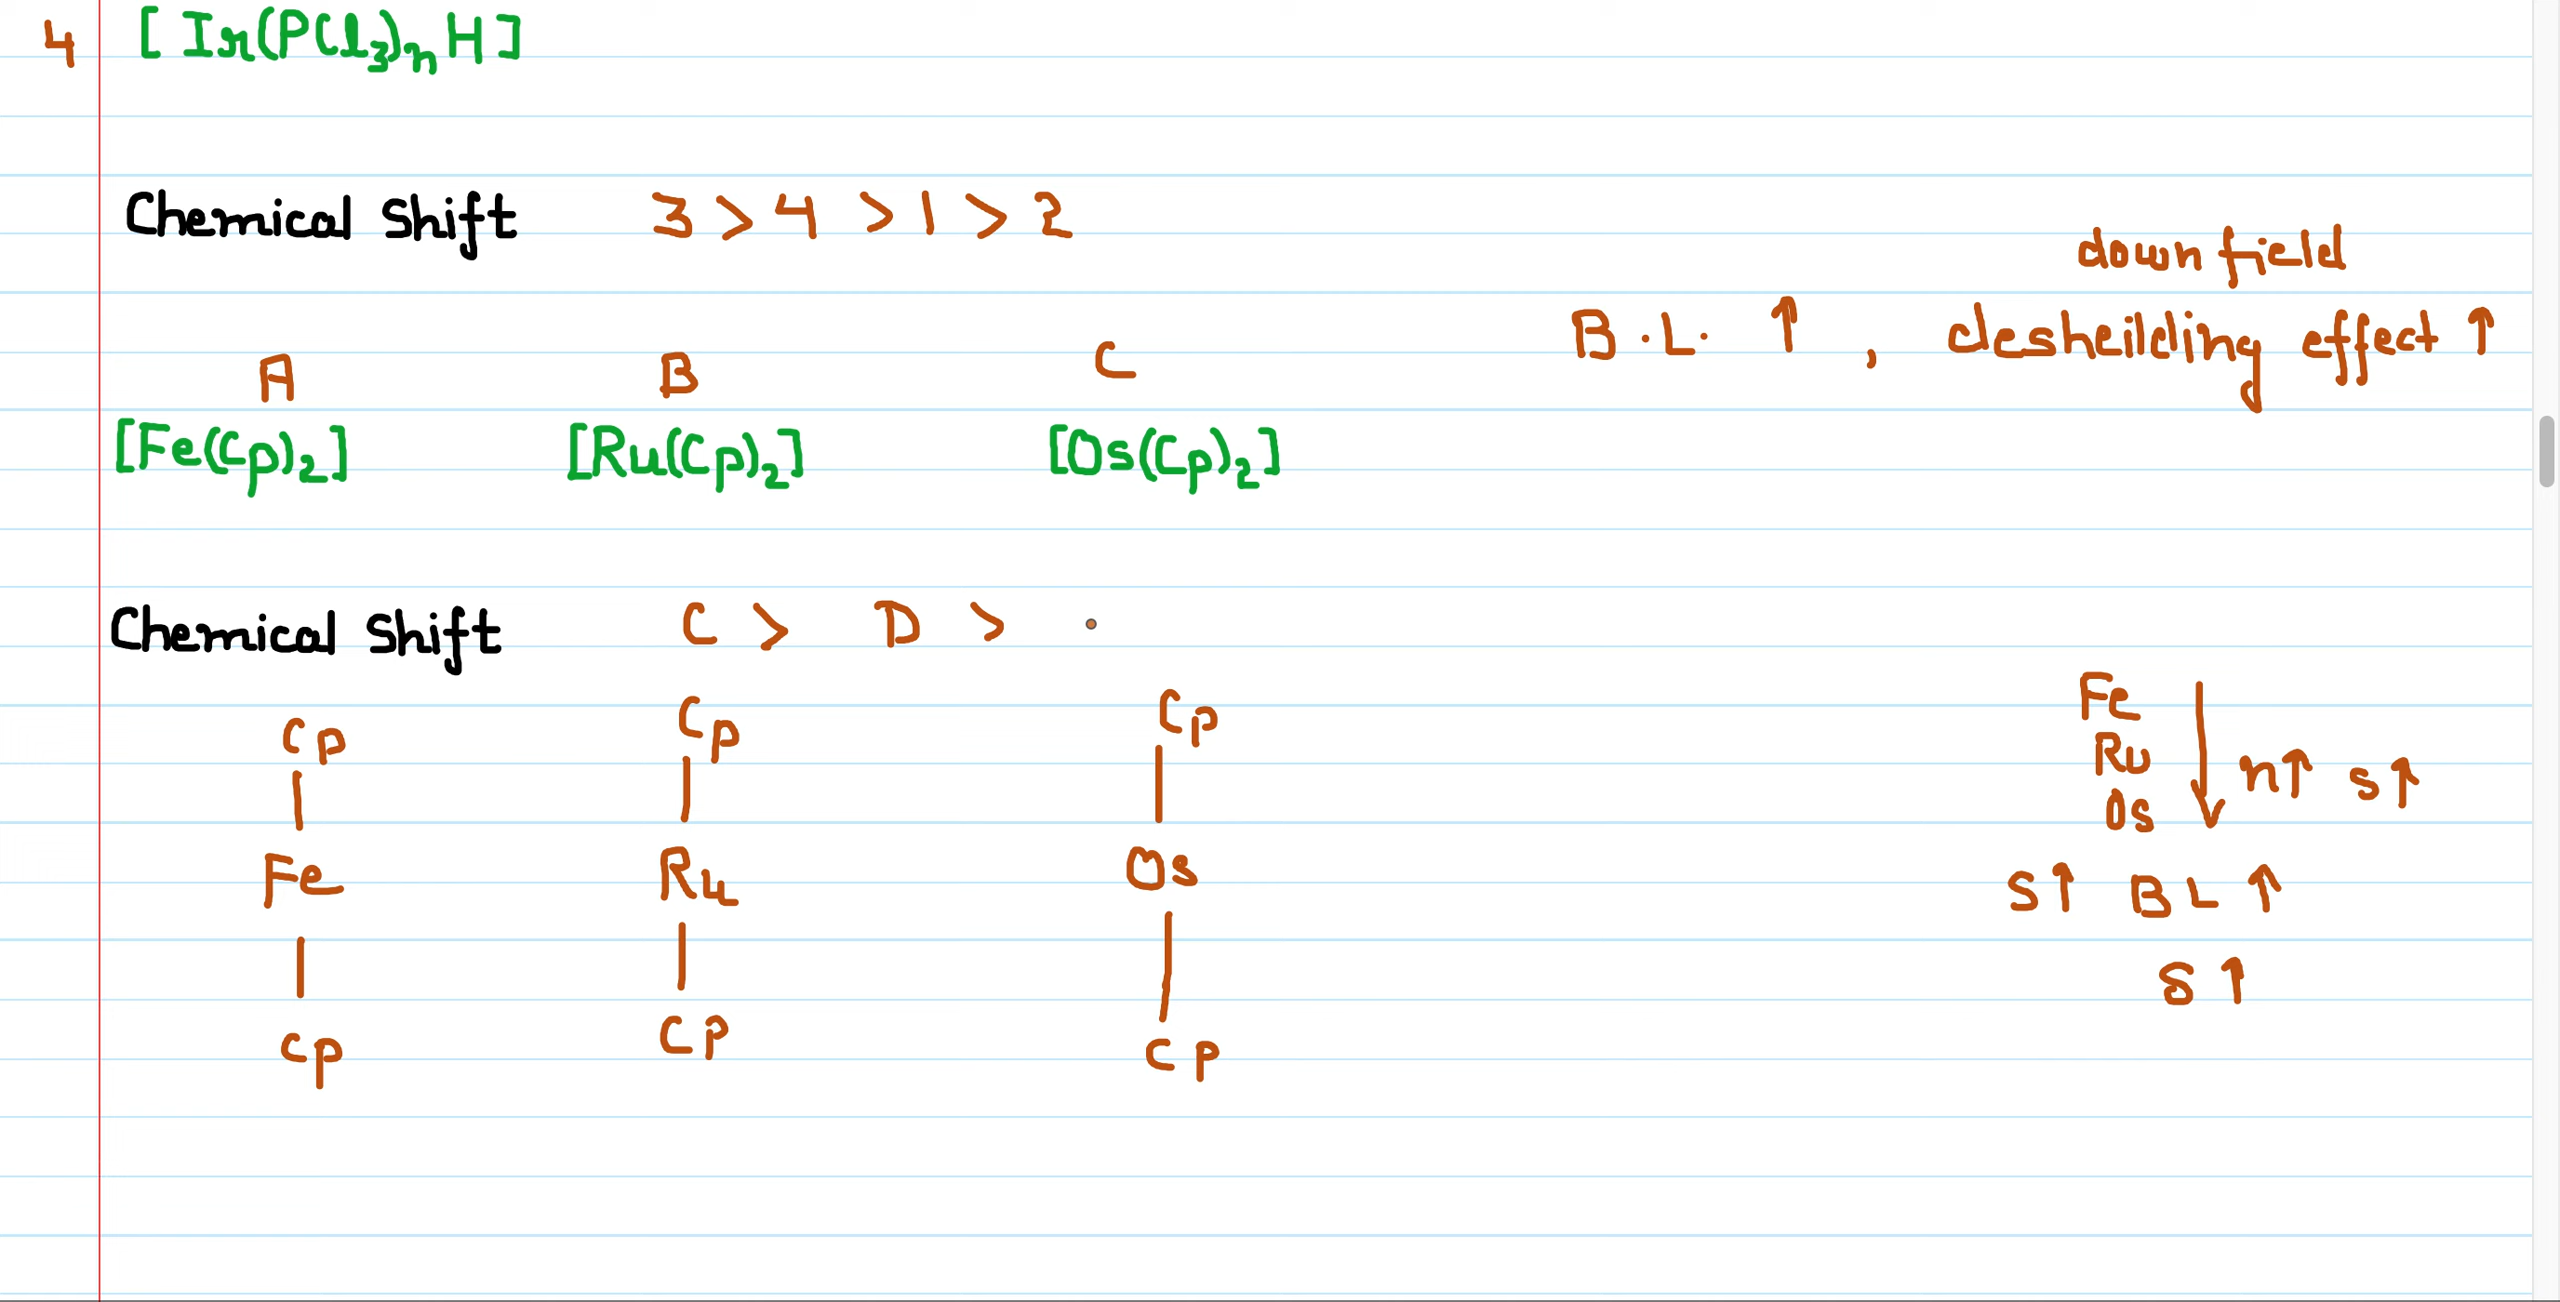 4 [Ir(PCl3)nH]
Chemical Shift 3 > 4 > 1 > 2
down field
B.L. ↑ , desheilding effect ↑
A B C
[Fe(Cp)2] [Ru(Cp)2] [Os(Cp)2]
Chemical Shift C > D >
Cp Cp Cp
Fe Ru Os
Cp Cp Cp
Fe
Ru
Os
n↑ s↑
S↑ BL↑
S↑